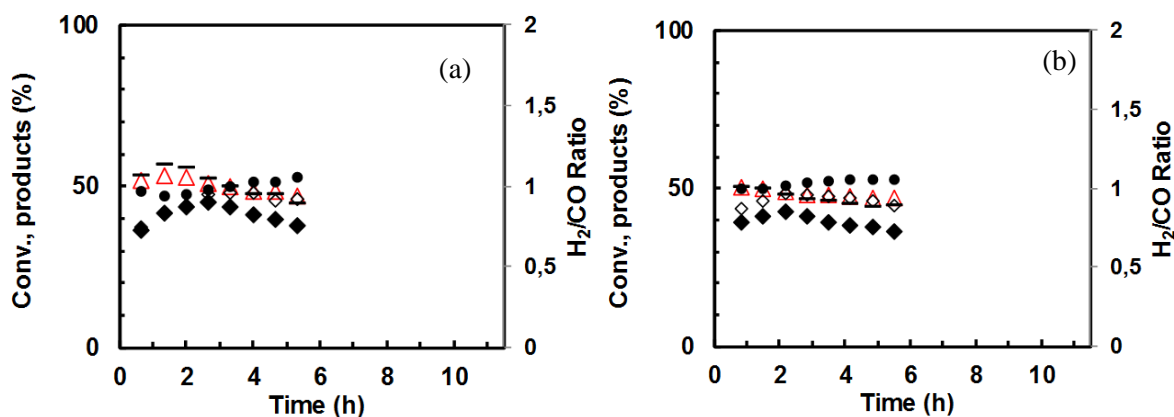 100
50
0
Conv., products (%)
(a)
2
1,5
1
0,5
0
H₂/CO Ratio
0 2 4 6 8 10
Time (h)
100
50
0
Conv., products (%)
(b)
2
1,5
1
0,5
0
H₂/CO Ratio
0 2 4 6 8 10
Time (h)